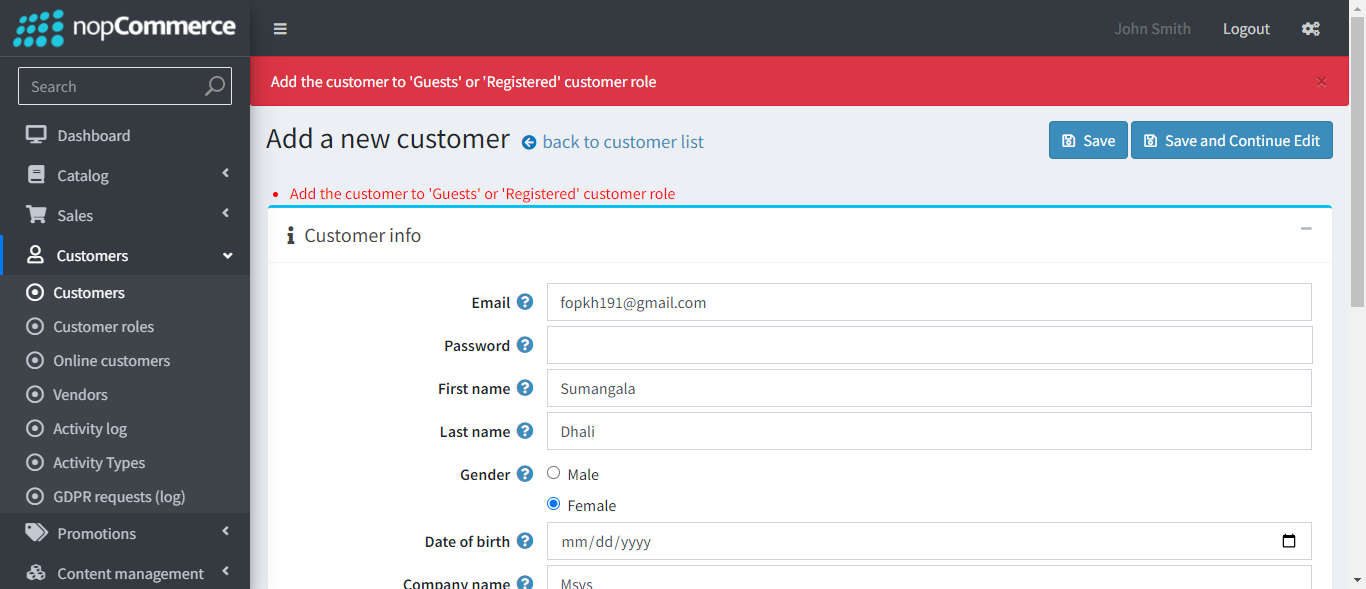 nopCommerce
John Smith
Logout
Search
Add the customer to 'Guests' or 'Registered' customer role ×
Dashboard
Catalog
Sales
Customers
Customers
Customer roles
Online customers
Vendors
Activity log
Activity Types
GDPR requests (log)
Promotions
Content management
Add a new customer back to customer list
Save
Save and Continue Edit
Add the customer to 'Guests' or 'Registered' customer role
Customer info
Email fopkh191@gmail.com
Password
First name Sumangala
Last name Dhali
Gender Male
Female
Date of birth mm/dd/yyyy
Company name Msys